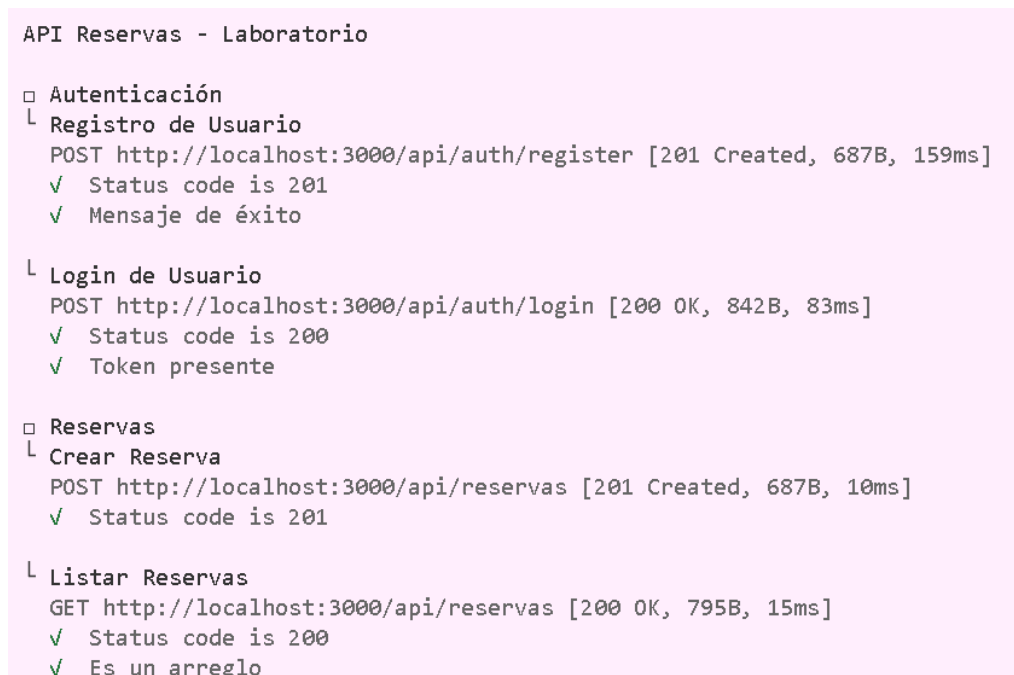 API Reservas - Laboratorio
□ Autenticación
└ Registro de Usuario
POST http://localhost:3000/api/auth/register [201 Created, 687B, 159ms]
√ Status code is 201
√ Mensaje de éxito
└ Login de Usuario
POST http://localhost:3000/api/auth/login [200 OK, 842B, 83ms]
√ Status code is 200
√ Token presente
□ Reservas
└ Crear Reserva
POST http://localhost:3000/api/reservas [201 Created, 687B, 10ms]
√ Status code is 201
└ Listar Reservas
GET http://localhost:3000/api/reservas [200 OK, 795B, 15ms]
√ Status code is 200
√ Es un arreglo